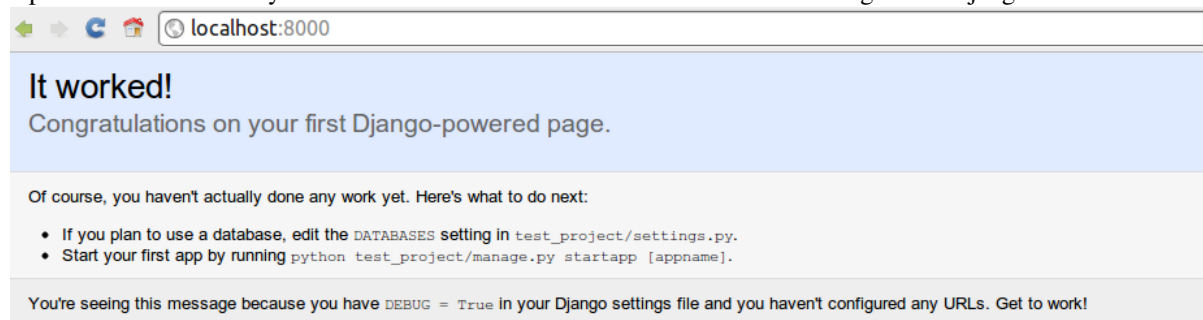 localhost:8000
It worked!
Congratulations on your first Django-powered page.
Of course, you haven't actually done any work yet. Here's what to do next:
• If you plan to use a database, edit the DATABASES setting in test_project/settings.py.
• Start your first app by running python test_project/manage.py startapp [appname].
You're seeing this message because you have DEBUG = True in your Django settings file and you haven't configured any URLs. Get to work!